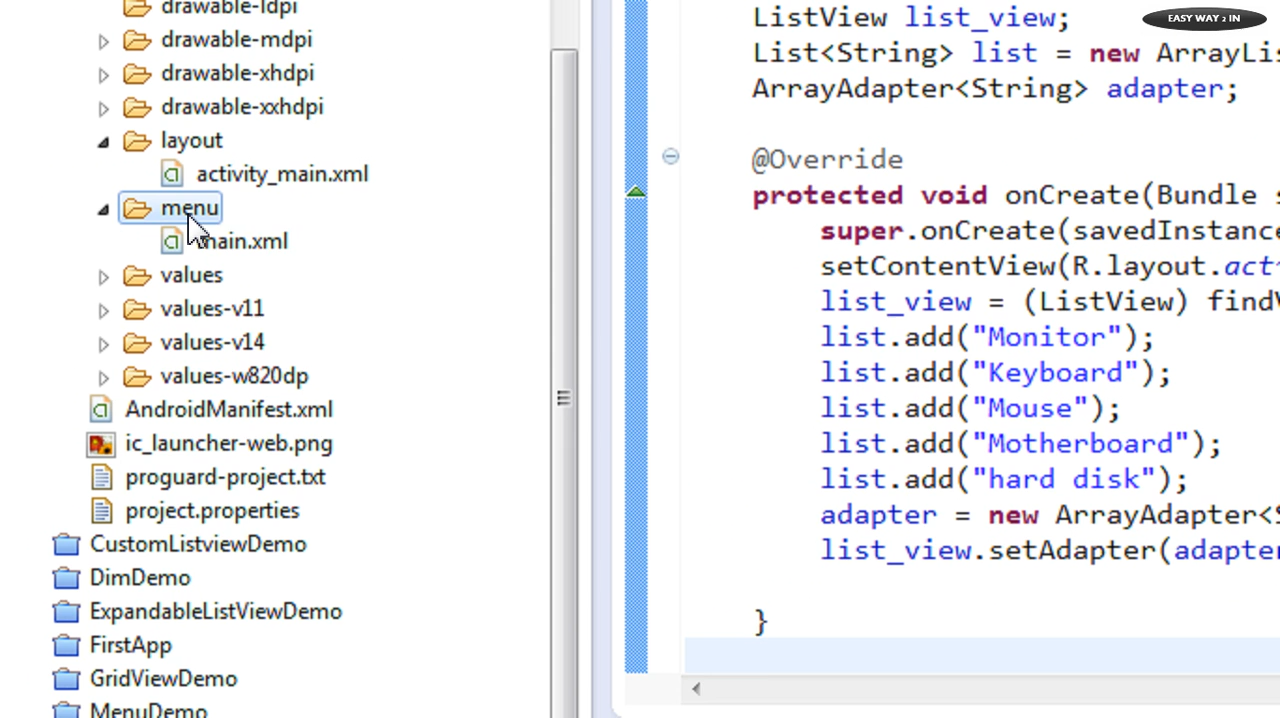 drawable-ldpi
drawable-mdpi
drawable-xhdpi
drawable-xxhdpi
layout
activity_main.xml
menu
main.xml
values
values-v11
values-v14
values-w820dp
AndroidManifest.xml
ic_launcher-web.png
proguard-project.txt
project.properties
CustomListviewDemo
DimDemo
ExpandableListViewDemo
FirstApp
GridViewDemo
MenuDemo
EASY WAY 2 IN
ListView list_view;
List<String> list = new ArrayLis
ArrayAdapter<String> adapter;
@Override
protected void onCreate(Bundle s
super.onCreate(savedInstance
setContentView(R.layout.act
list_view = (ListView) findV
list.add("Monitor");
list.add("Keyboard");
list.add("Mouse");
list.add("Motherboard");
list.add("hard disk");
adapter = new ArrayAdapter<S
list_view.setAdapter(adapter
}